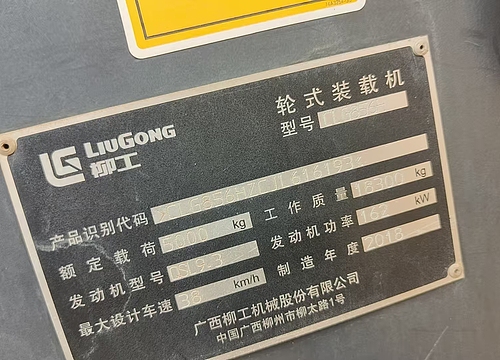 轮式装载机
LIUGONG
柳工
型号
产品识别代码
额定载荷 5000 kg 工作质量 kg
发动机型号 发动机功率 162 kW
最大设计车速 38 km/h 制造年度 2018
广西柳工机械股份有限公司
中国广西柳州市柳太路1号